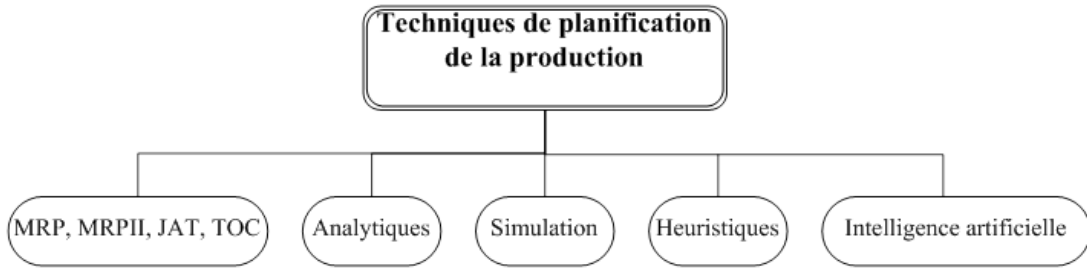 Techniques de planification
de la production
MRP, MRPII, JAT, TOC
Analytiques
Simulation
Heuristiques
Intelligence artificielle